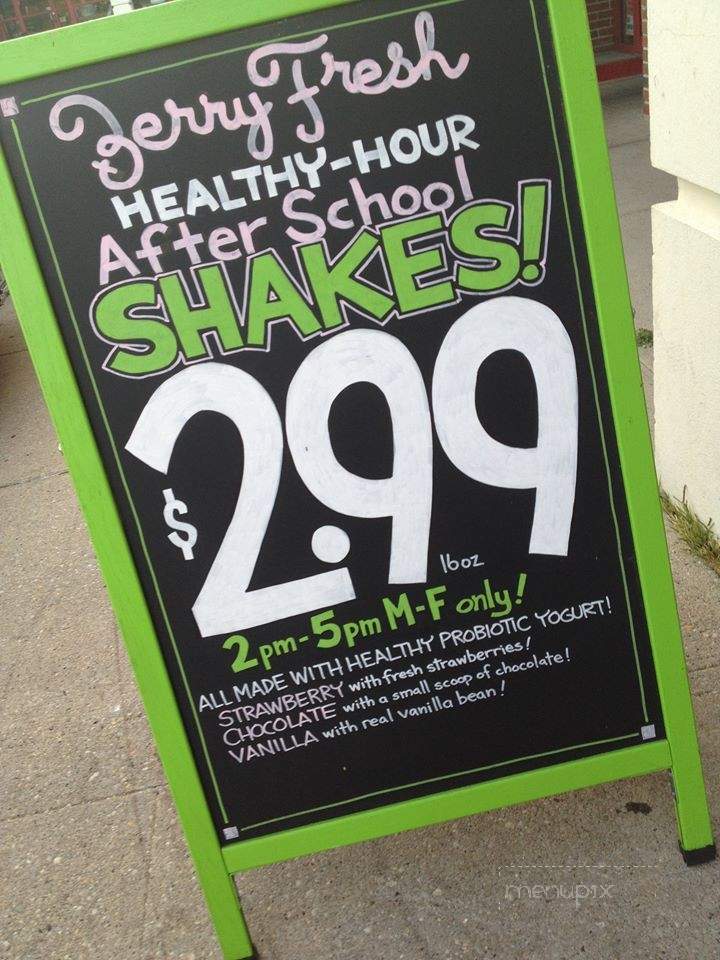 Berry Fresh
HEALTHY-HOUR
After School
SHAKES!
$2.99
16oz
2pm-5pm M-F only!
ALL MADE WITH HEALTHY PROBIOTIC YOGURT!
STRAWBERRY with fresh strawberries!
CHOCOLATE with a small scoop of chocolate!
VANILLA with real vanilla bean!
menupix